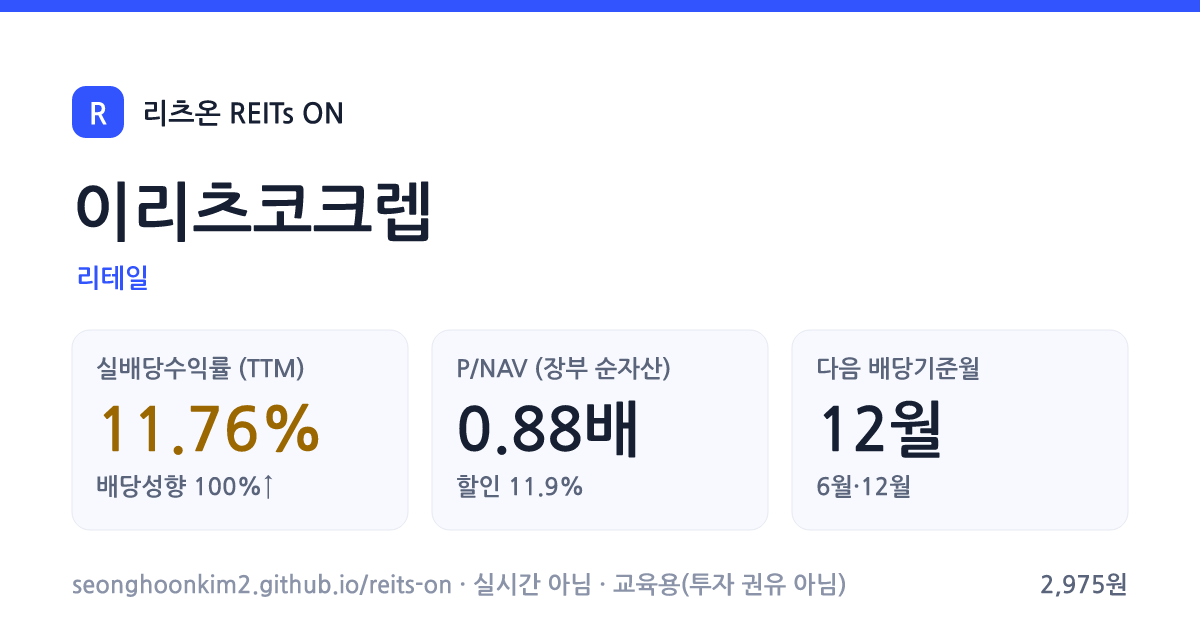 R 리츠온 REITs ON
이리츠코크렙
리테일
실배당수익률 (TTM)
11.76%
배당성향 100%↑
P/NAV (장부 순자산)
0.88배
할인 11.9%
다음 배당기준월
12월
6월·12월
seonghoonkim2.github.io/reits-on · 실시간 아님 · 교육용(투자 권유 아님)
2,975원